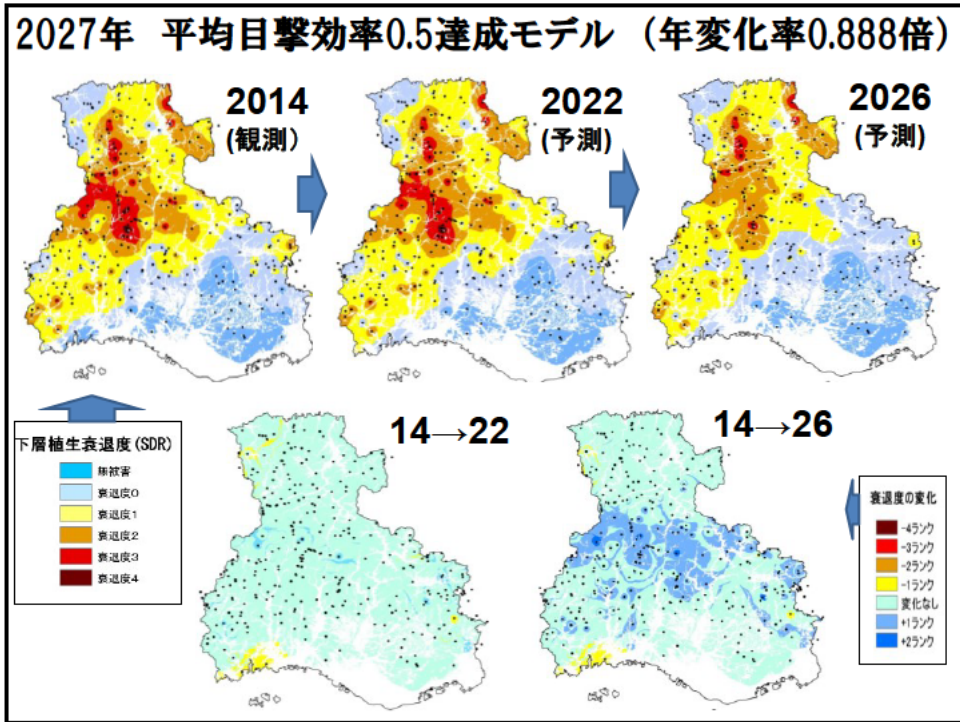 2027年 平均目撃効率0.5達成モデル (年変化率0.888倍)
2014
(観測)
2022
(予測)
2026
(予測)
下層植生衰退度(SDR)
無被害
衰退度0
衰退度1
衰退度2
衰退度3
衰退度4
14→22
14→26
衰退度の変化
-4ランク
-3ランク
-2ランク
-1ランク
変化なし
+1ランク
+2ランク